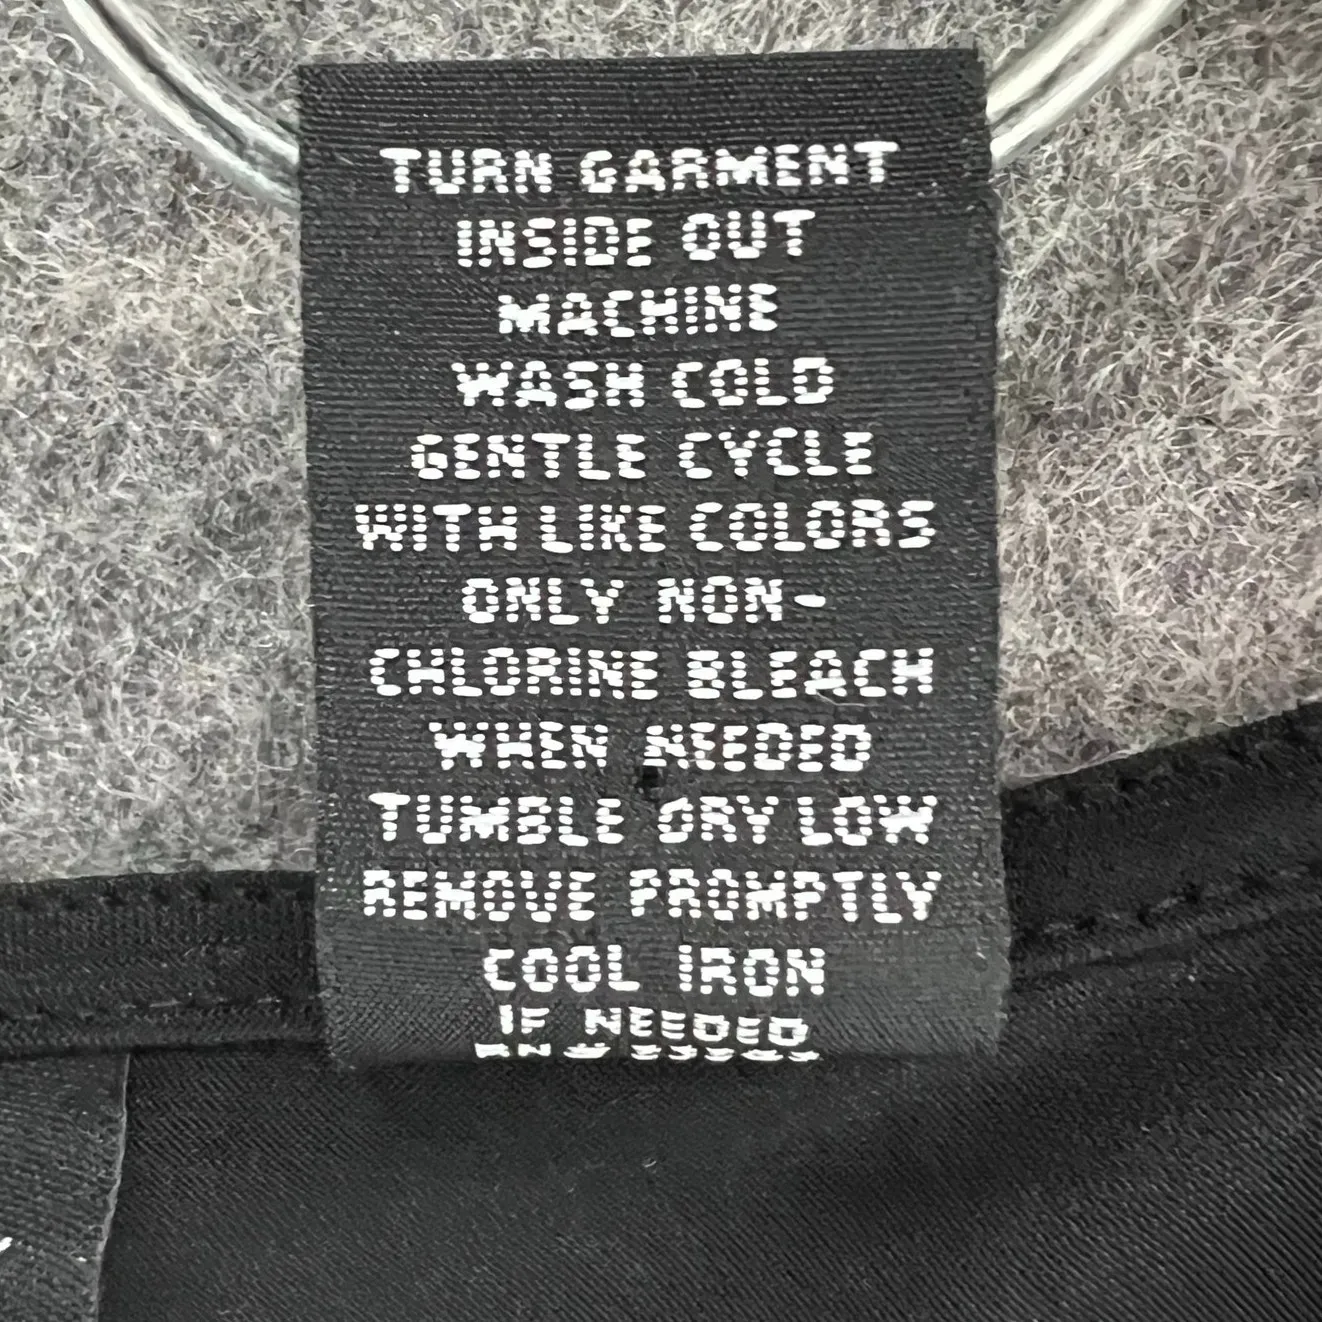 TURN GARMENT
INSIDE OUT
MACHINE
WASH COLD
GENTLE CYCLE
WITH LIKE COLORS
ONLY NON-
CHLORINE BLEACH
WHEN NEEDED
TUMBLE DRY LOW
REMOVE PROMPTLY
COOL IRON
IF NEEDED